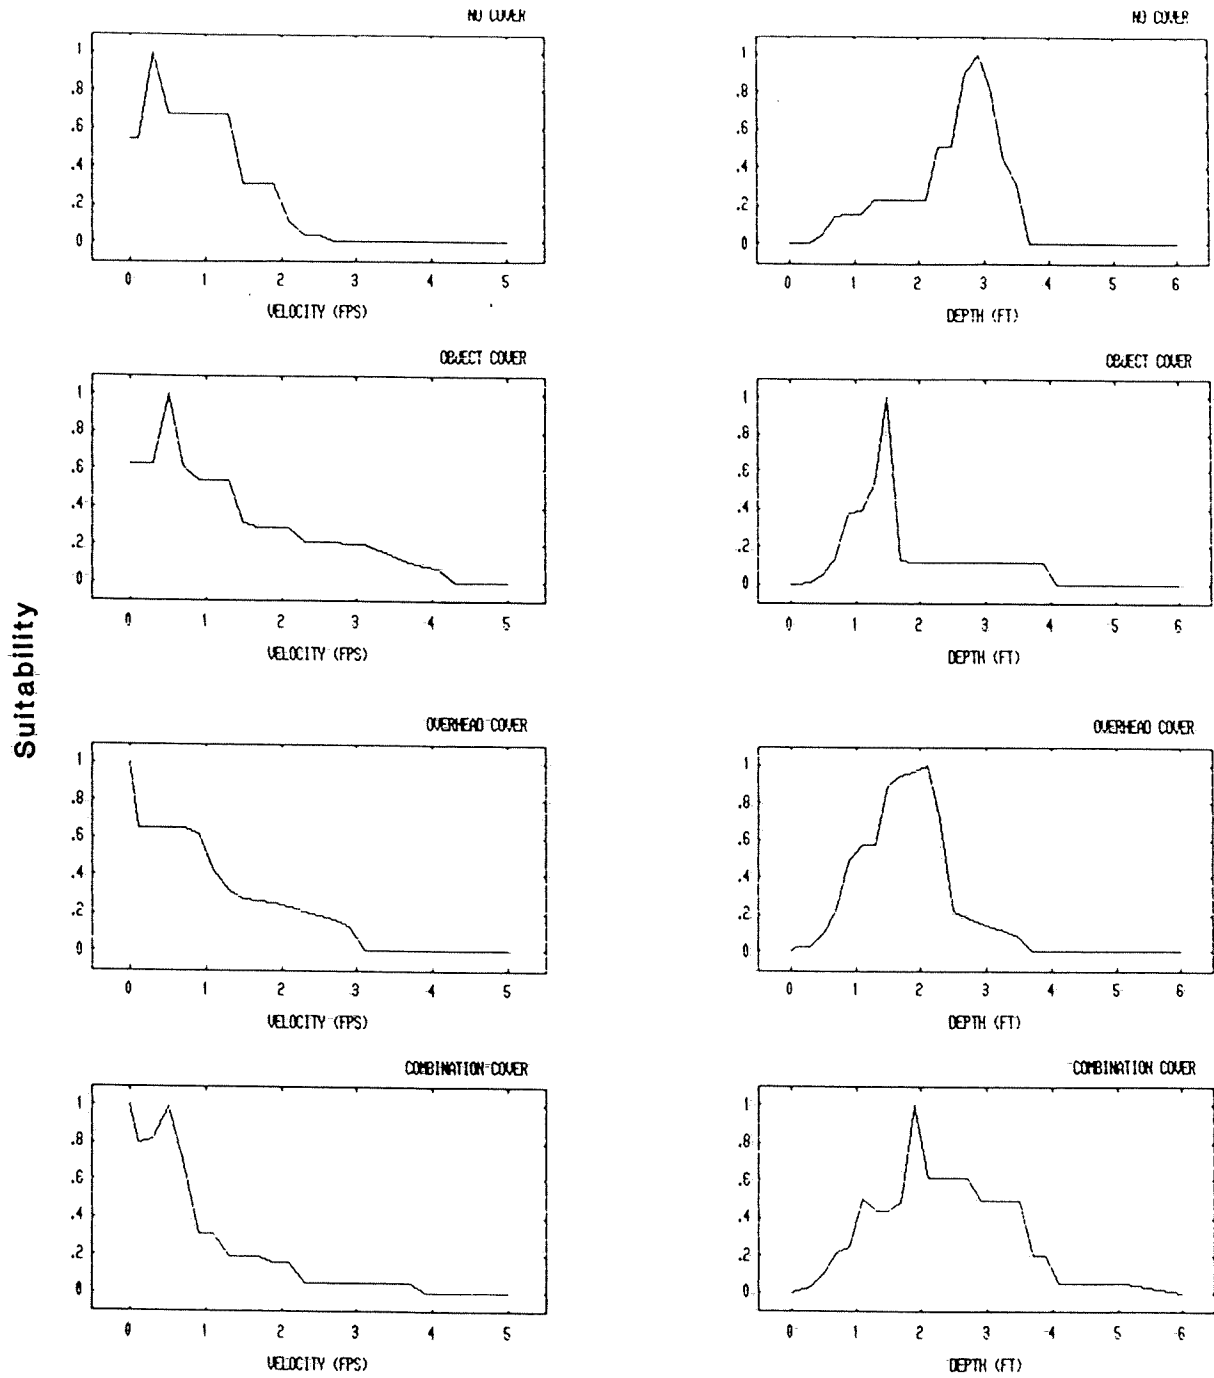 Suitability
NO COVER
1
.8
.6
.4
.2
0
0 1 2 3 4 5
VELOCITY (FPS)
NO COVER
1
.8
.6
.4
.2
0
0 1 2 3 4 5 6
DEPTH (FT)
OBJECT COVER
1
.8
.6
.4
.2
0
0 1 2 3 4 5
VELOCITY (FPS)
OBJECT COVER
1
.8
.6
.4
.2
0
0 1 2 3 4 5 6
DEPTH (FT)
OVERHEAD COVER
1
.8
.6
.4
.2
0
0 1 2 3 4 5
VELOCITY (FPS)
OVERHEAD COVER
1
.8
.6
.4
.2
0
0 1 2 3 4 5 6
DEPTH (FT)
COMBINATION COVER
1
.8
.6
.4
.2
0
0 1 2 3 4 5
VELOCITY (FPS)
COMBINATION COVER
1
.8
.6
.4
.2
0
0 1 2 3 4 5 6
DEPTH (FT)